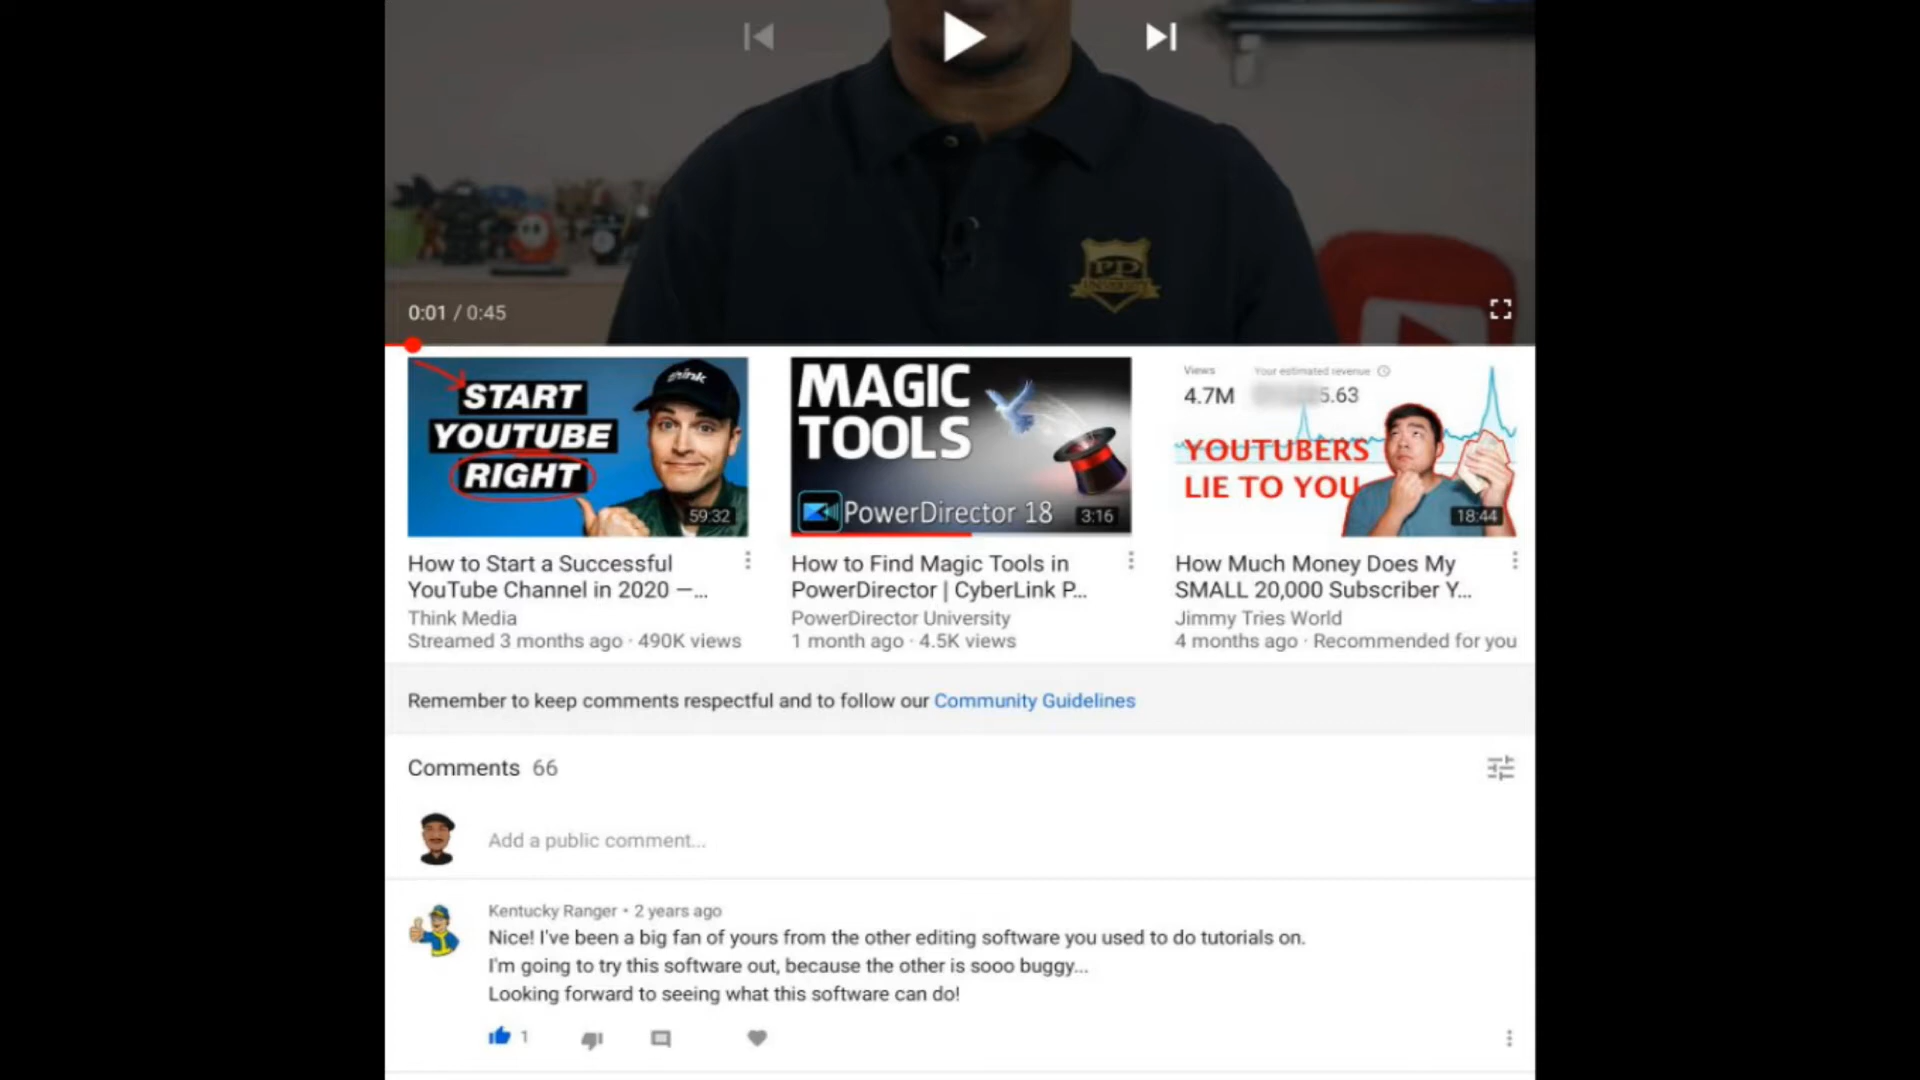 PP
UNIVERSITY
0:01 / 0:45
think
START
YOUTUBE
RIGHT
59:32
MAGIC
TOOLS
PowerDirector 18
3:16
Views
Your estimated revenue
4.7M
5.63
YOUTUBERS
LIE TO YOU
18:44
How to Start a Successful
YouTube Channel in 2020 —...
Think Media
Streamed 3 months ago · 490K views
How to Find Magic Tools in
PowerDirector | CyberLink P...
PowerDirector University
1 month ago · 4.5K views
How Much Money Does My
SMALL 20,000 Subscriber Y...
Jimmy Tries World
4 months ago · Recommended for you
Remember to keep comments respectful and to follow our Community Guidelines
Comments 66
Add a public comment...
Kentucky Ranger • 2 years ago
Nice! I've been a big fan of yours from the other editing software you used to do tutorials on.
I'm going to try this software out, because the other is sooo buggy...
Looking forward to seeing what this software can do!
1